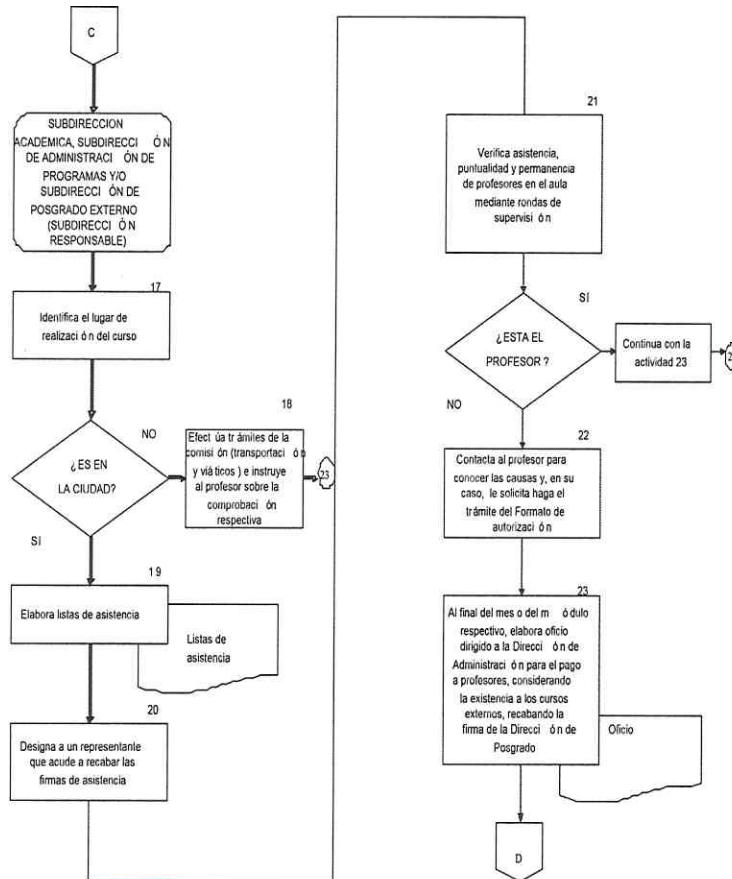 C
SUBDIRECCION
ACADEMICA, SUBDIRECCI Ó N
DE ADMINISTRACI ÓN DE
PROGRAMAS Y/O
SUBDIRECCI ÓN DE
POSGRADO EXTERNO
(SUBDIRECCI Ó N
RESPONSABLE)
17
Identifica el lugar de
realizaci ón del curso
¿ES EN
LA CIUDAD?
NO
SI
18
Efect úa tr ámites de la
comisi ón (transportaci ó n
y vi áticos ) e instruye
al profesor sobre la
comprobaci ón
respectiva
23
1 9
Elabora listas de asistencia
Listas de
asistencia
20
Designa a un representante
que acude a recabar las
firmas de asistencia
21
Verifica asistencia,
puntualidad y permanencia
de profesores en el aula
mediante rondas de
supervisi ó n
¿ESTA EL
PROFESOR ?
SÍ
Continua con la
actividad 23
NO
22
Contacta al profesor para
conocer las causas y, en su
caso, le solicita haga el
trámite del Formato de
autorizaci ó n
23
Al final del mes o del m ó dulo
respectivo, elabora oficio
dirigido a la Direcci ó n de
Administraci ó n para el pago
a profesores, considerando
la existencia a los cursos
externos, recabando la
firma de la Direcci ó n de
Posgrado
Oficio
D